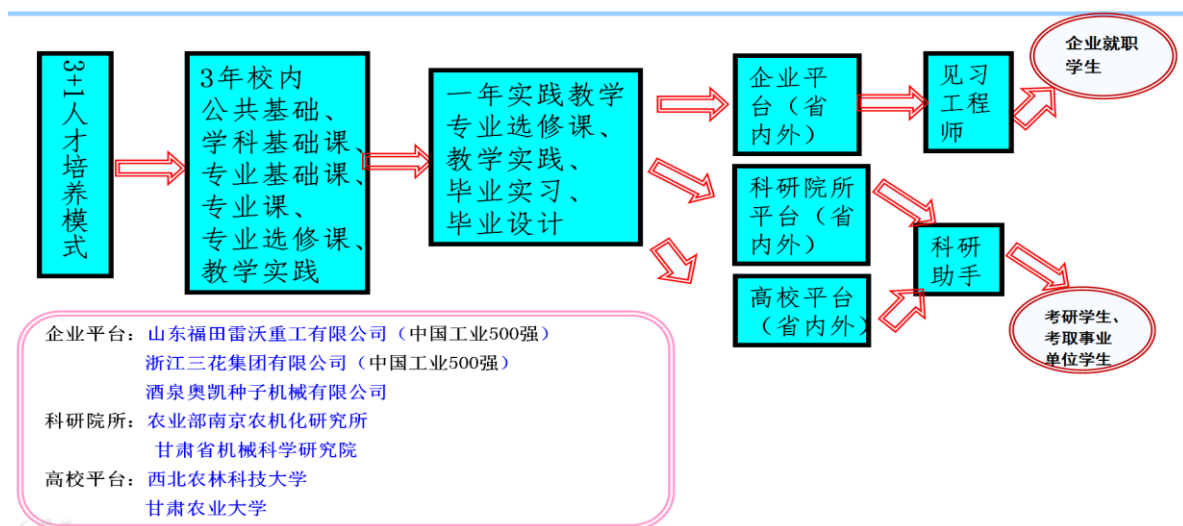 3+1人才培养模式
3年校内
公共基础、
学科基础课、
专业基础课、
专业课、
专业选修课、
教学实践
一年实践教学
专业选修课、
教学实践、
毕业实习、
毕业设计
企业平
台（省
内外）
见习
工程
师
企业就职
学生
科研院所
平台（省
内外）
高校平台
（省内外）
科研
助手
考研学生、
考取事业
单位学生
企业平台：山东福田雷沃重工有限公司（中国工业500强）
浙江三花集团有限公司（中国工业500强）
酒泉奥凯种子机械有限公司
科研院所：农业部南京农机化研究所
甘肃省机械科学研究院
高校平台：西北农林科技大学
甘肃农业大学